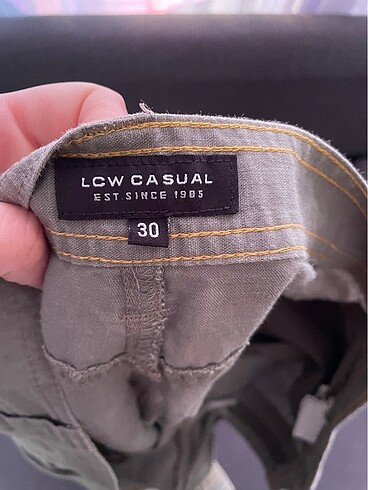 LCW CASUAL
EST. SINCE 1985
30